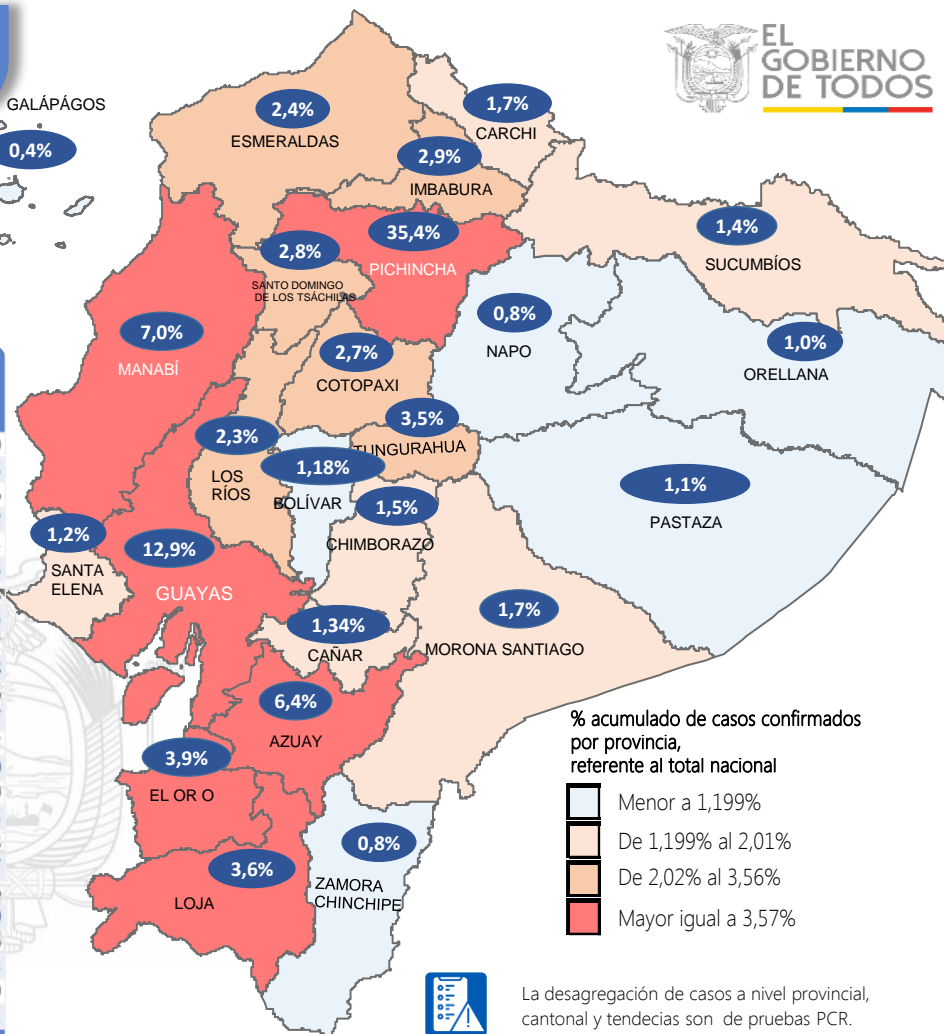 EL
GOBIERNO
DE TODOS
GALÁPÁGOS
0,4%
2,4%
ESMERALDAS
1,7%
CARCHI
2,9%
IMBABURA
35,4%
PICHINCHA
1,4%
SUCUMBÍOS
2,8%
SANTO DOMINGO
DE LOS TSÁCHILAS
7,0%
MANABÍ
0,8%
NAPO
1,0%
ORELLANA
2,7%
COTOPAXI
3,5%
TUNGURAHUA
2,3%
LOS
RÍOS
1,18%
BOLÍVAR
1,1%
PASTAZA
1,5%
CHIMBORAZO
1,2%
SANTA
ELENA
12,9%
GUAYAS
1,7%
MORONA SANTIAGO
1,34%
CAÑAR
6,4%
AZUAY
3,9%
EL OR O
3,6%
LOJA
0,8%
ZAMORA
CHINCHIPE
% acumulado de casos confirmados
por provincia,
referente al total nacional
Menor a 1,199%
De 1,199% al 2,01%
De 2,02% al 3,56%
Mayor igual a 3,57%
La desagregación de casos a nivel provincial,
cantonal y tendecias son de pruebas PCR.